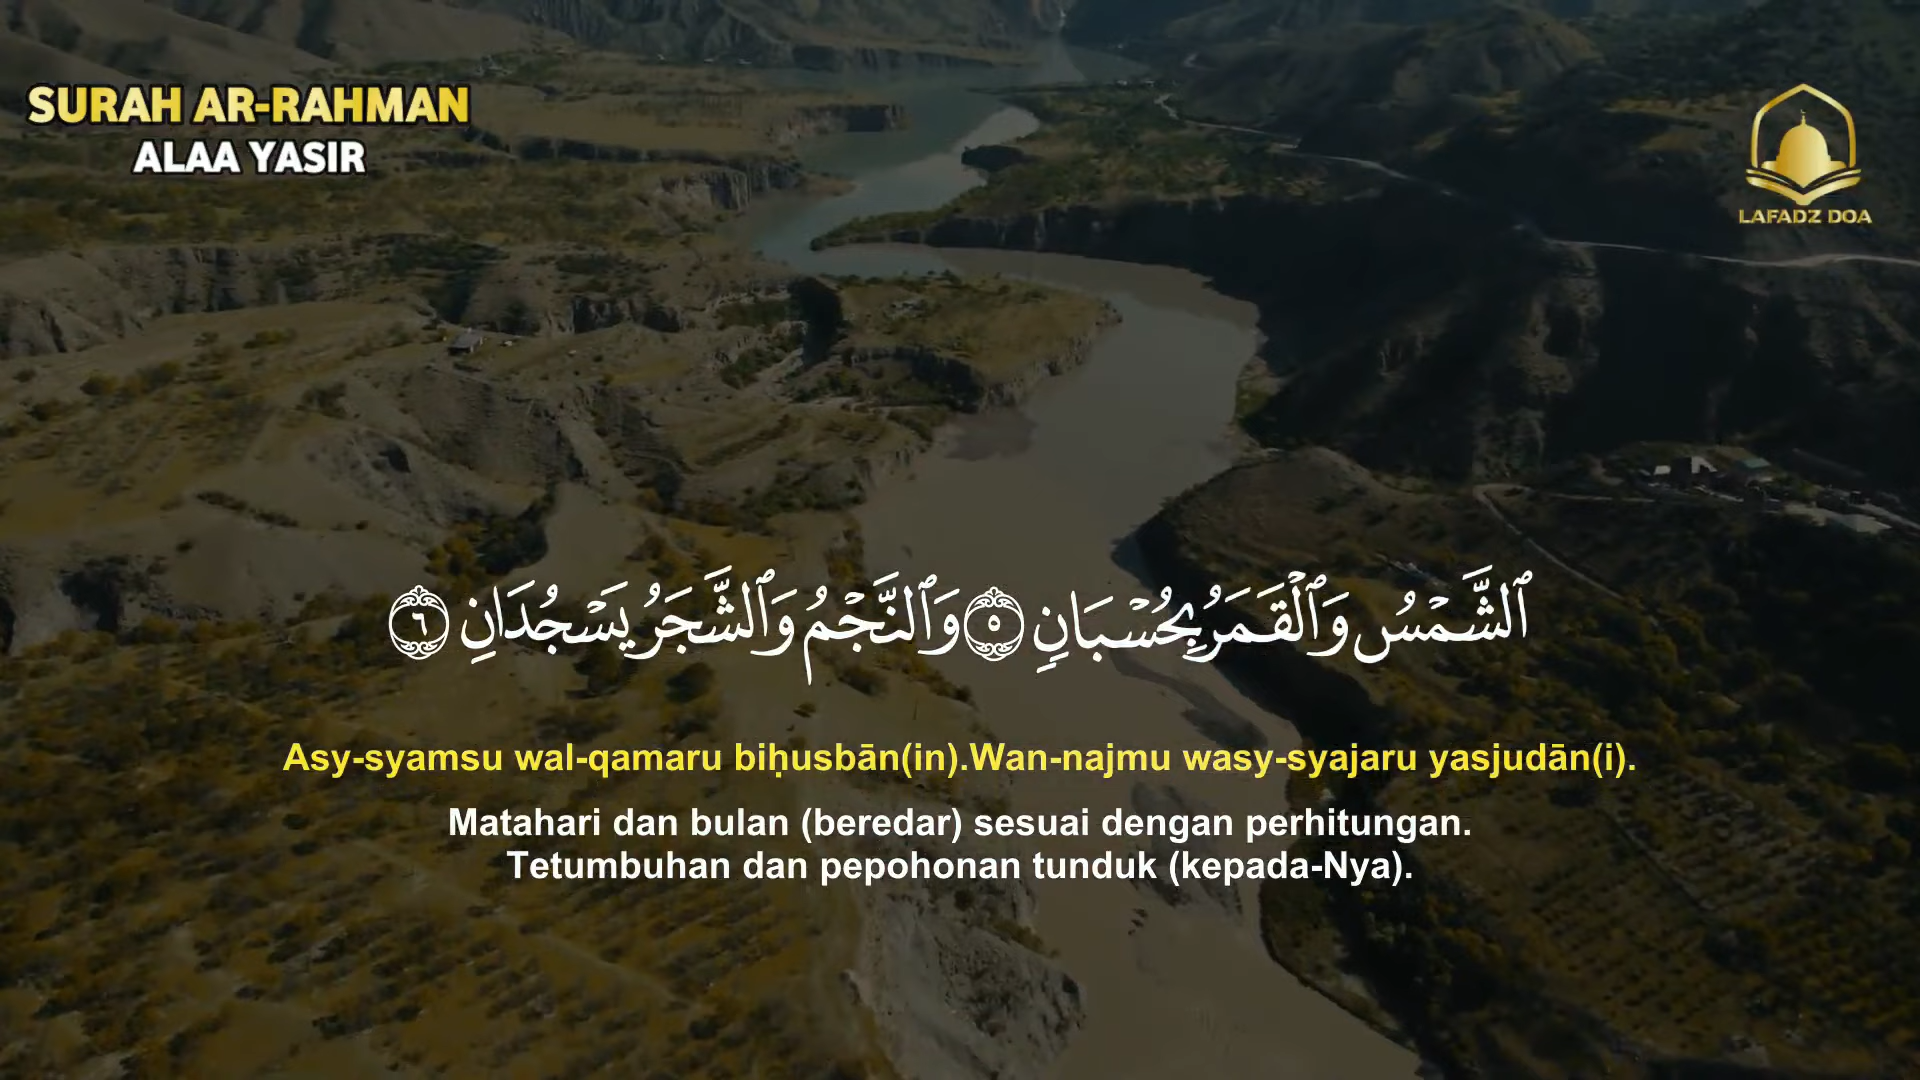 SURAH AR-RAHMAN
ALAA YASIR
LAFADZ DOA
ٱلشَّمْسُ وَٱلْقَمَرُ بِحُسْبَانٍ ۝٥ وَٱلنَّجْمُ وَٱلشَّجَرُ يَسْجُدَانِ ۝٦
Asy-syamsu wal-qamaru biḥusbān(in).Wan-najmu wasy-syajaru yasjudān(i).
Matahari dan bulan (beredar) sesuai dengan perhitungan.
Tetumbuhan dan pepohonan tunduk (kepada-Nya).